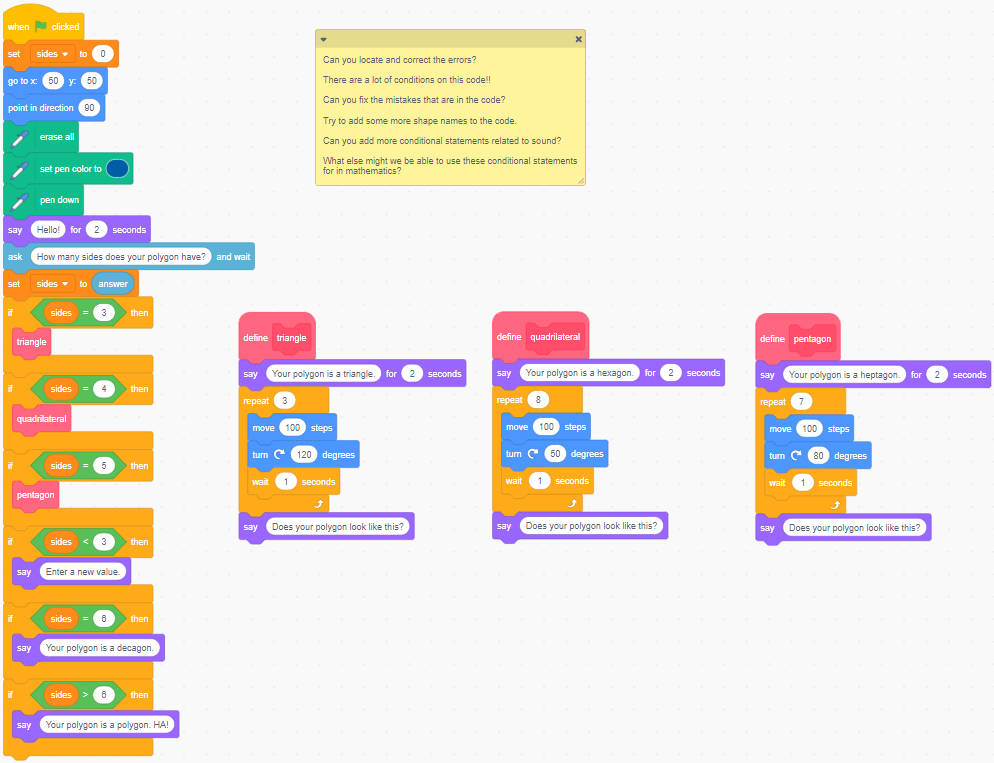 when clicked
set sides to 0
go to x: 50 y: 50
point in direction 90
erase all
set pen color to
pen down
say Hello! for 2 seconds
ask How many sides does your polygon have? and wait
set sides to answer
if sides = 3 then
triangle
if sides = 4 then
quadrilateral
if sides = 5 then
pentagon
if sides < 3 then
say Enter a new value.
if sides = 6 then
say Your polygon is a decagon.
if sides > 6 then
say Your polygon is a polygon. HA!
Can you locate and correct the errors?
There are a lot of conditions on this code!!
Can you fix the mistakes that are in the code?
Try to add some more shape names to the code.
Can you add more conditional statements related to sound?
What else might we be able to use these conditional statements
for in mathematics?
define triangle
say Your polygon is a triangle. for 2 seconds
repeat 3
move 100 steps
turn 120 degrees
wait 1 seconds
say Does your polygon look like this?
define quadrilateral
say Your polygon is a hexagon. for 2 seconds
repeat 8
move 100 steps
turn 50 degrees
wait 1 seconds
say Does your polygon look like this?
define pentagon
say Your polygon is a heptagon. for 2 seconds
repeat 7
move 100 steps
turn 80 degrees
wait 1 seconds
say Does your polygon look like this?